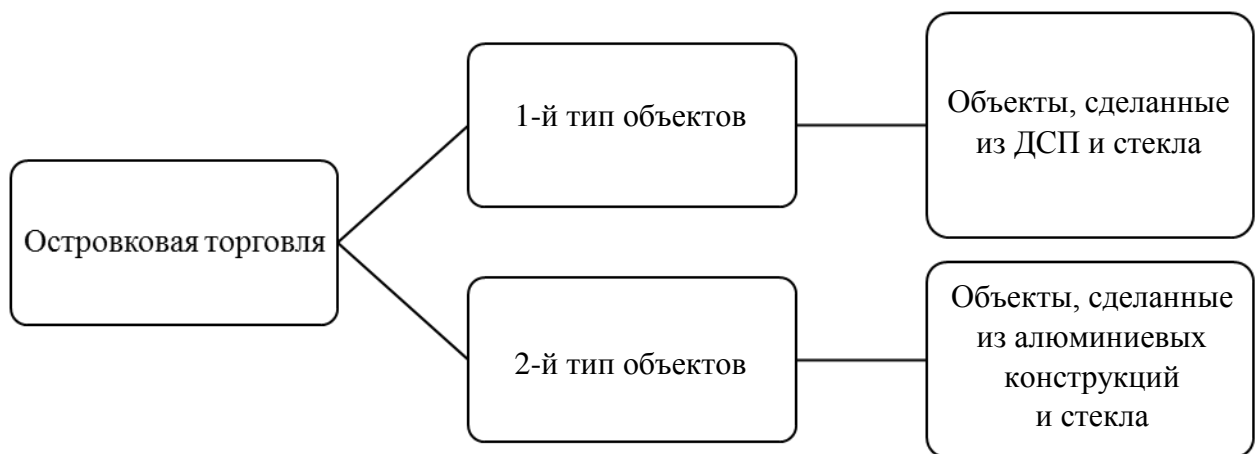 Островковая торговля
1-й тип объектов
Объекты, сделанные
из ДСП и стекла
2-й тип объектов
Объекты, сделанные
из алюминиевых
конструкций
и стекла